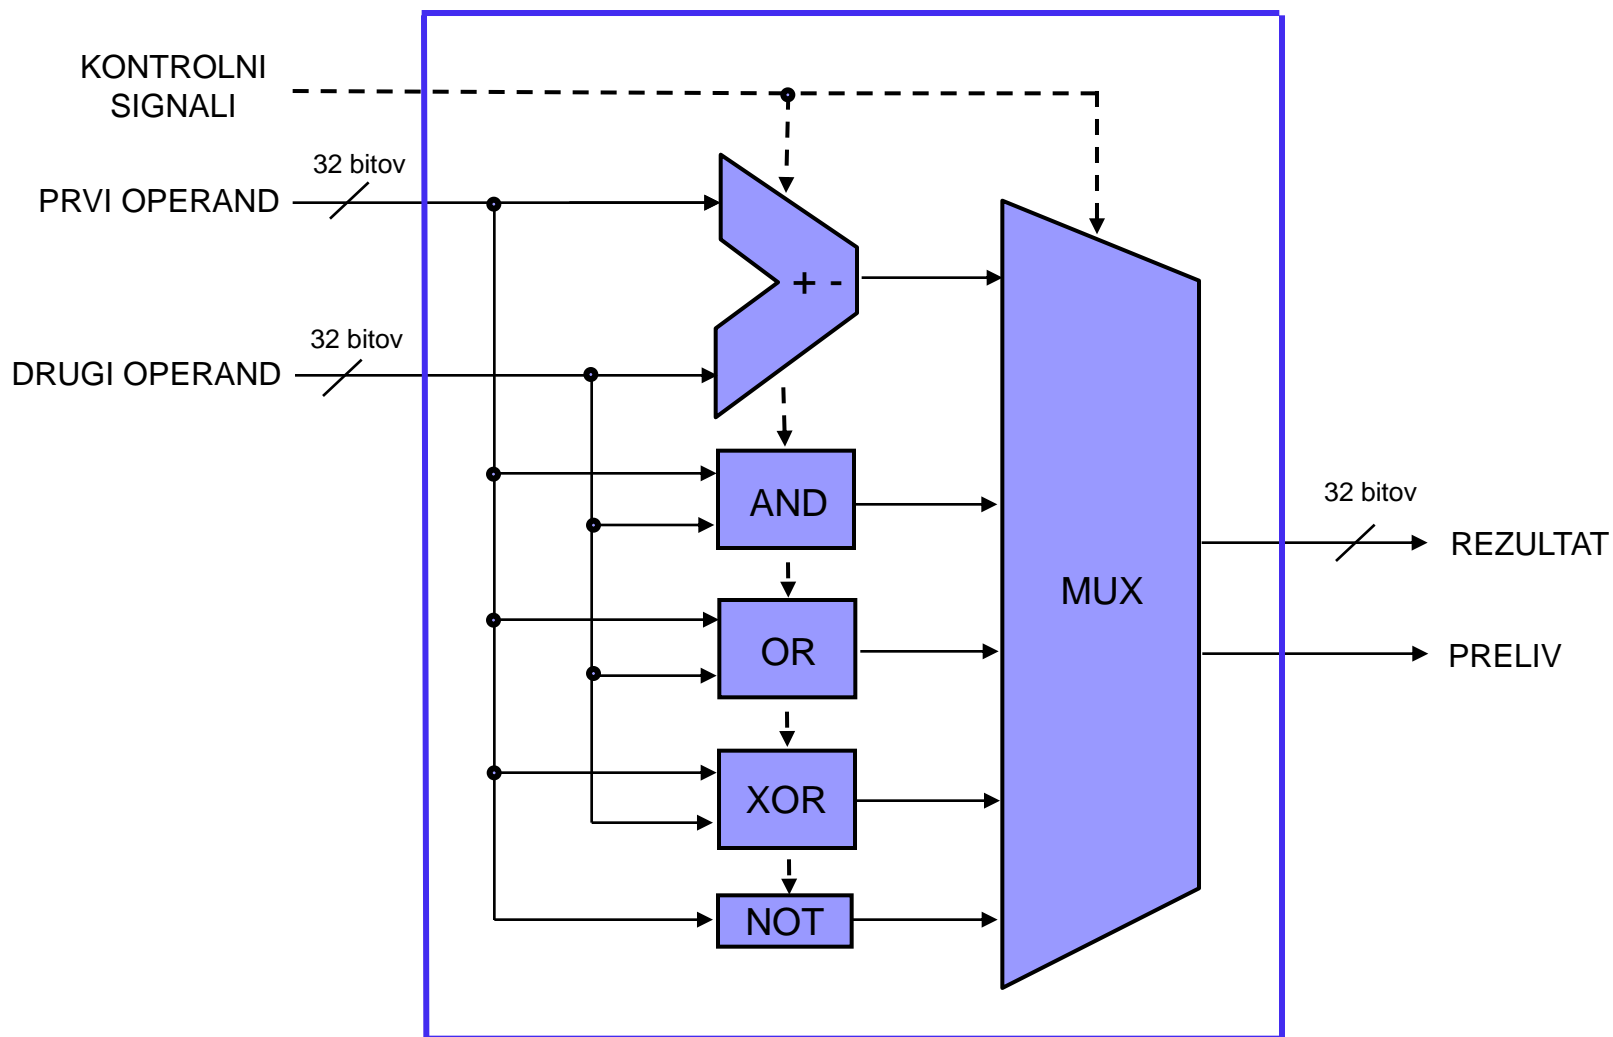 KONTROLNI
SIGNALI
32 bitov
PRVI OPERAND
+ -
32 bitov
DRUGI OPERAND
AND
32 bitov
REZULTAT
MUX
OR
PRELIV
XOR
NOT